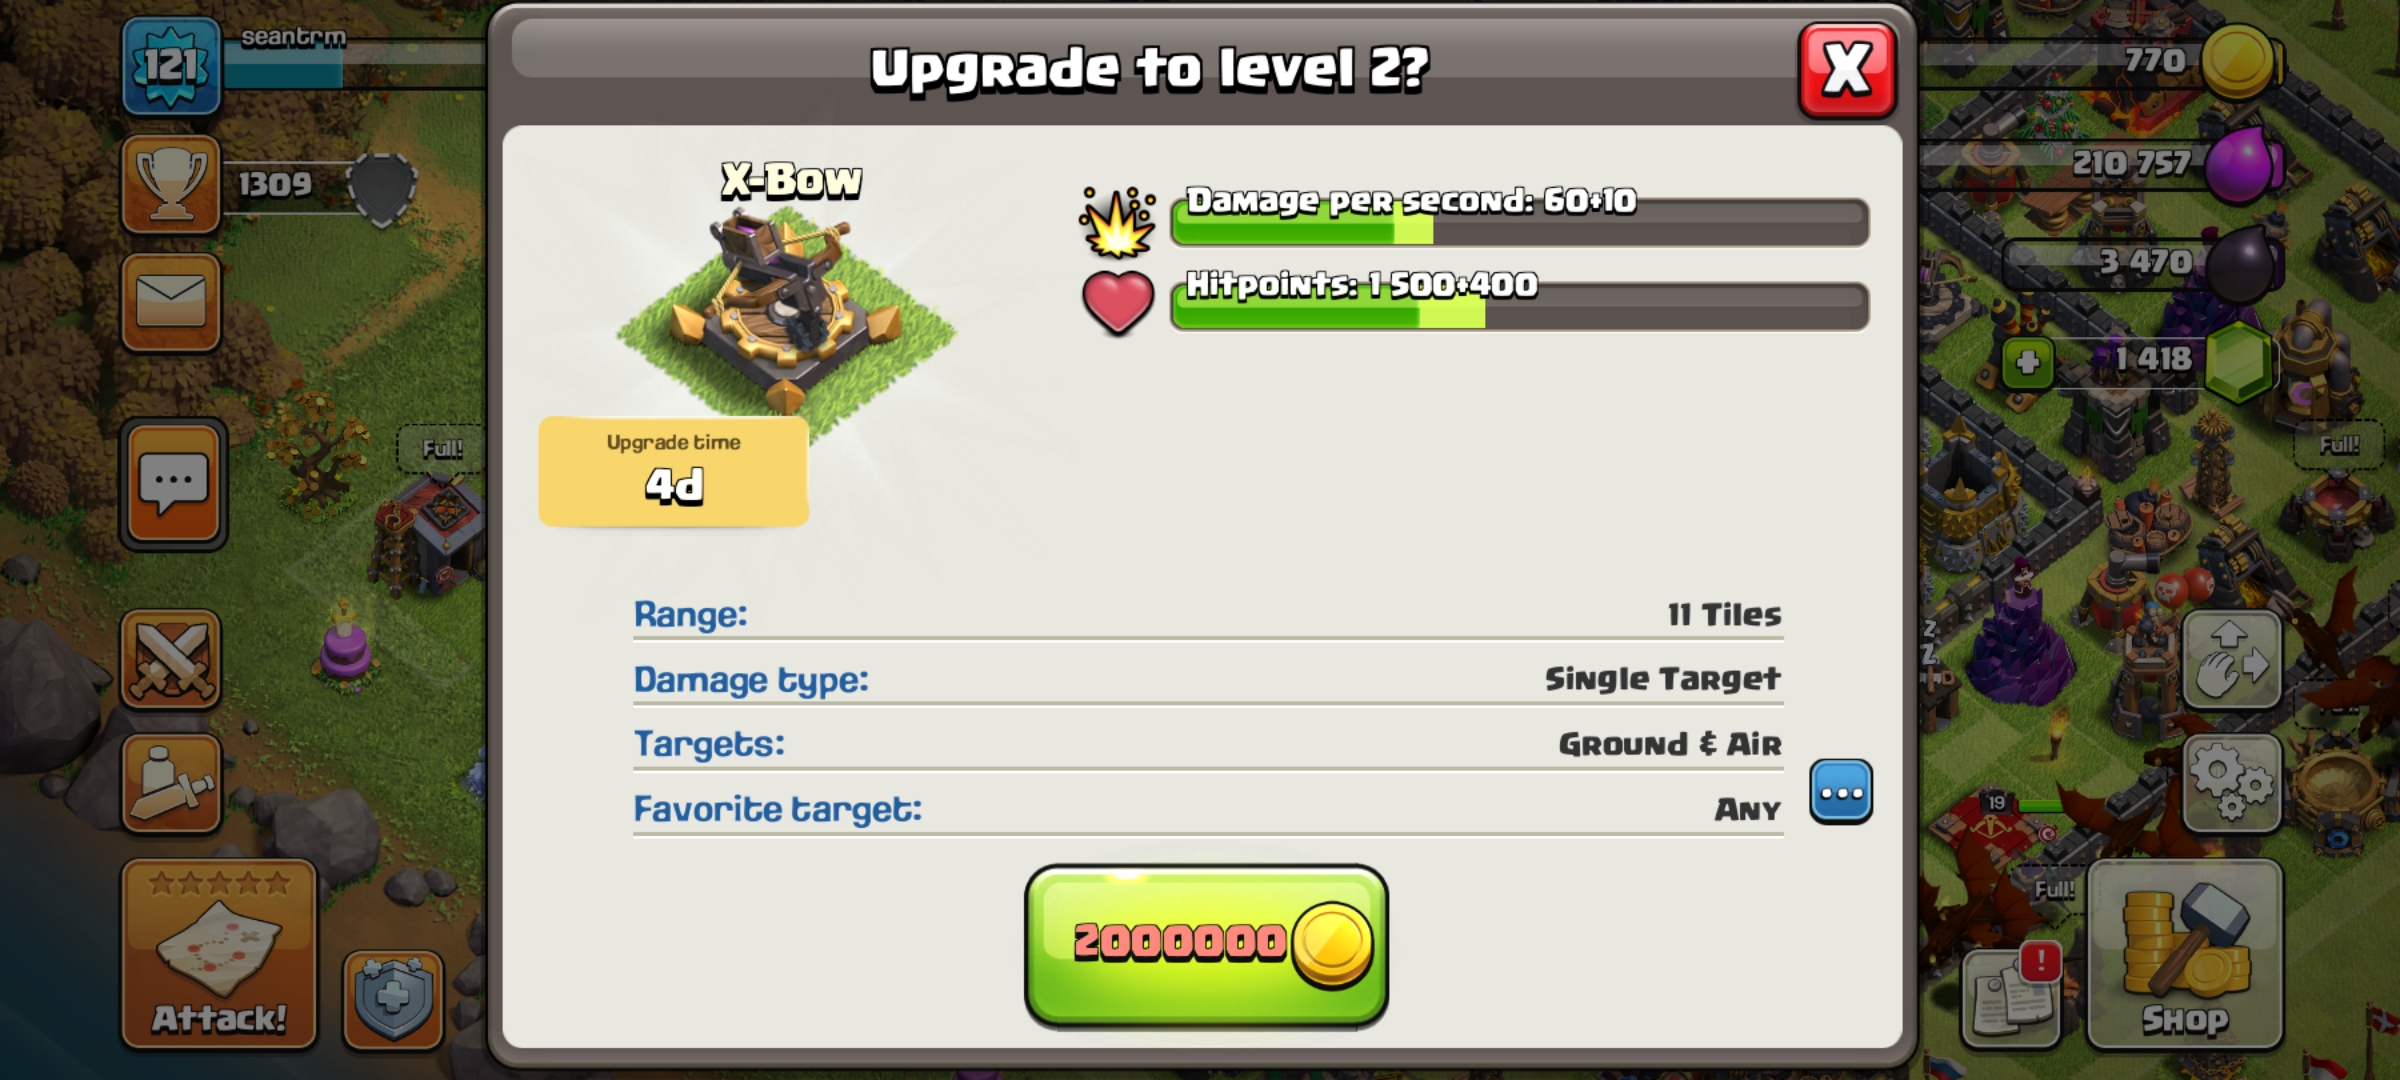 121
seantrm
Upgrade to level 2?
X
770
1309
X-Bow
Damage per second: 60+10
210 757
Hitpoints: 1 500+400
3 470
+
1 418
Full!
Upgrade time
4d
Full!
Range:
11 Tiles
Damage type:
Single Target
Targets:
Ground & Air
Favorite target:
Any
19
Full!
2000000
!
Attack!
Shop